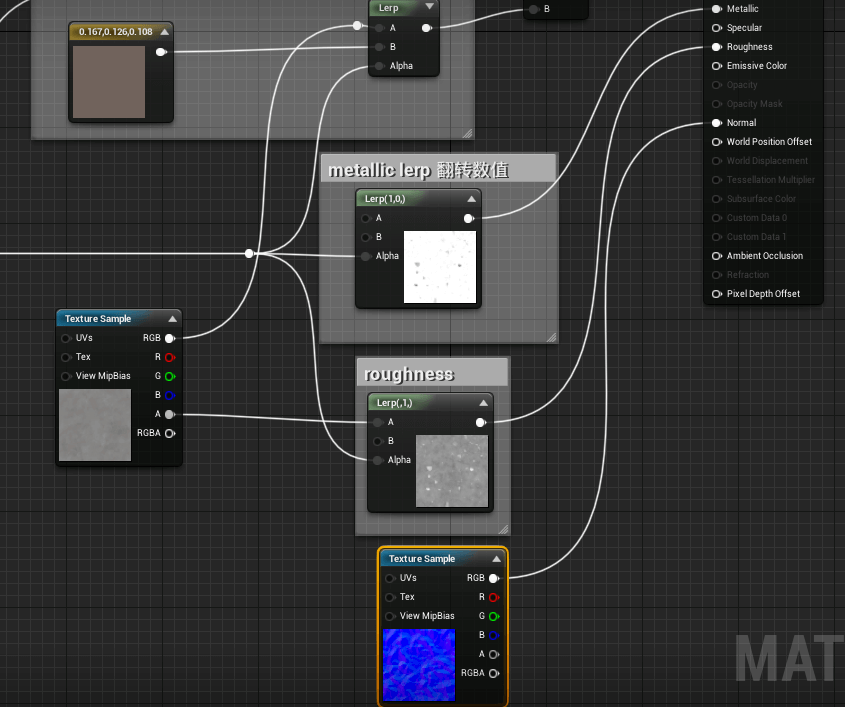 Lerp
A
B
Alpha
B
0.167,0.126,0.108
Metallic
Specular
Roughness
Emissive Color
Opacity
Opacity Mask
Normal
World Position Offset
World Displacement
Tessellation Multiplier
Subsurface Color
Custom Data 0
Custom Data 1
Ambient Occlusion
Refraction
Pixel Depth Offset
metallic lerp 翻转数值
Lerp(1,0,)
A
B
Alpha
Texture Sample
UVs RGB
Tex R
View MipBias G
B
A
RGBA
roughness
Lerp(,1,)
A
B
Alpha
Texture Sample
UVs RGB
Tex R
View MipBias G
B
A
RGBA
MAT